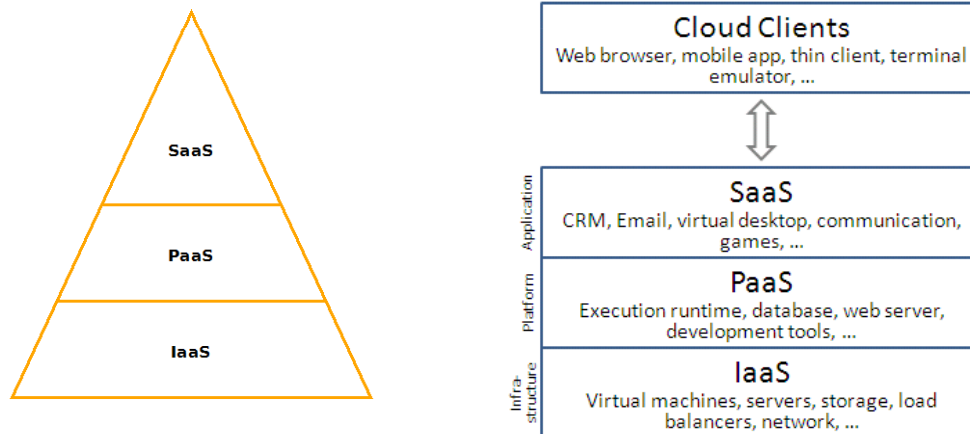 SaaS
PaaS
IaaS
Cloud Clients
Web browser, mobile app, thin client, terminal
emulator, ...
Application
SaaS
CRM, Email, virtual desktop, communication,
games, ...
Platform
PaaS
Execution runtime, database, web server,
development tools, ...
Infra-
structure
IaaS
Virtual machines, servers, storage, load
balancers, network, ...